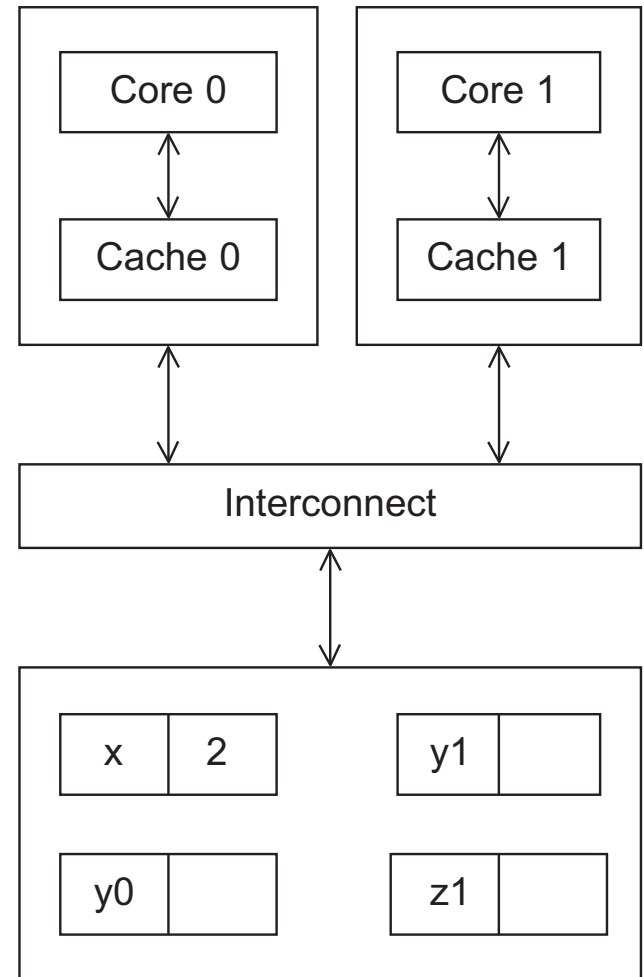 Core 0
Core 1
Cache 0
Cache 1
Interconnect
x 2
y1
y0
z1